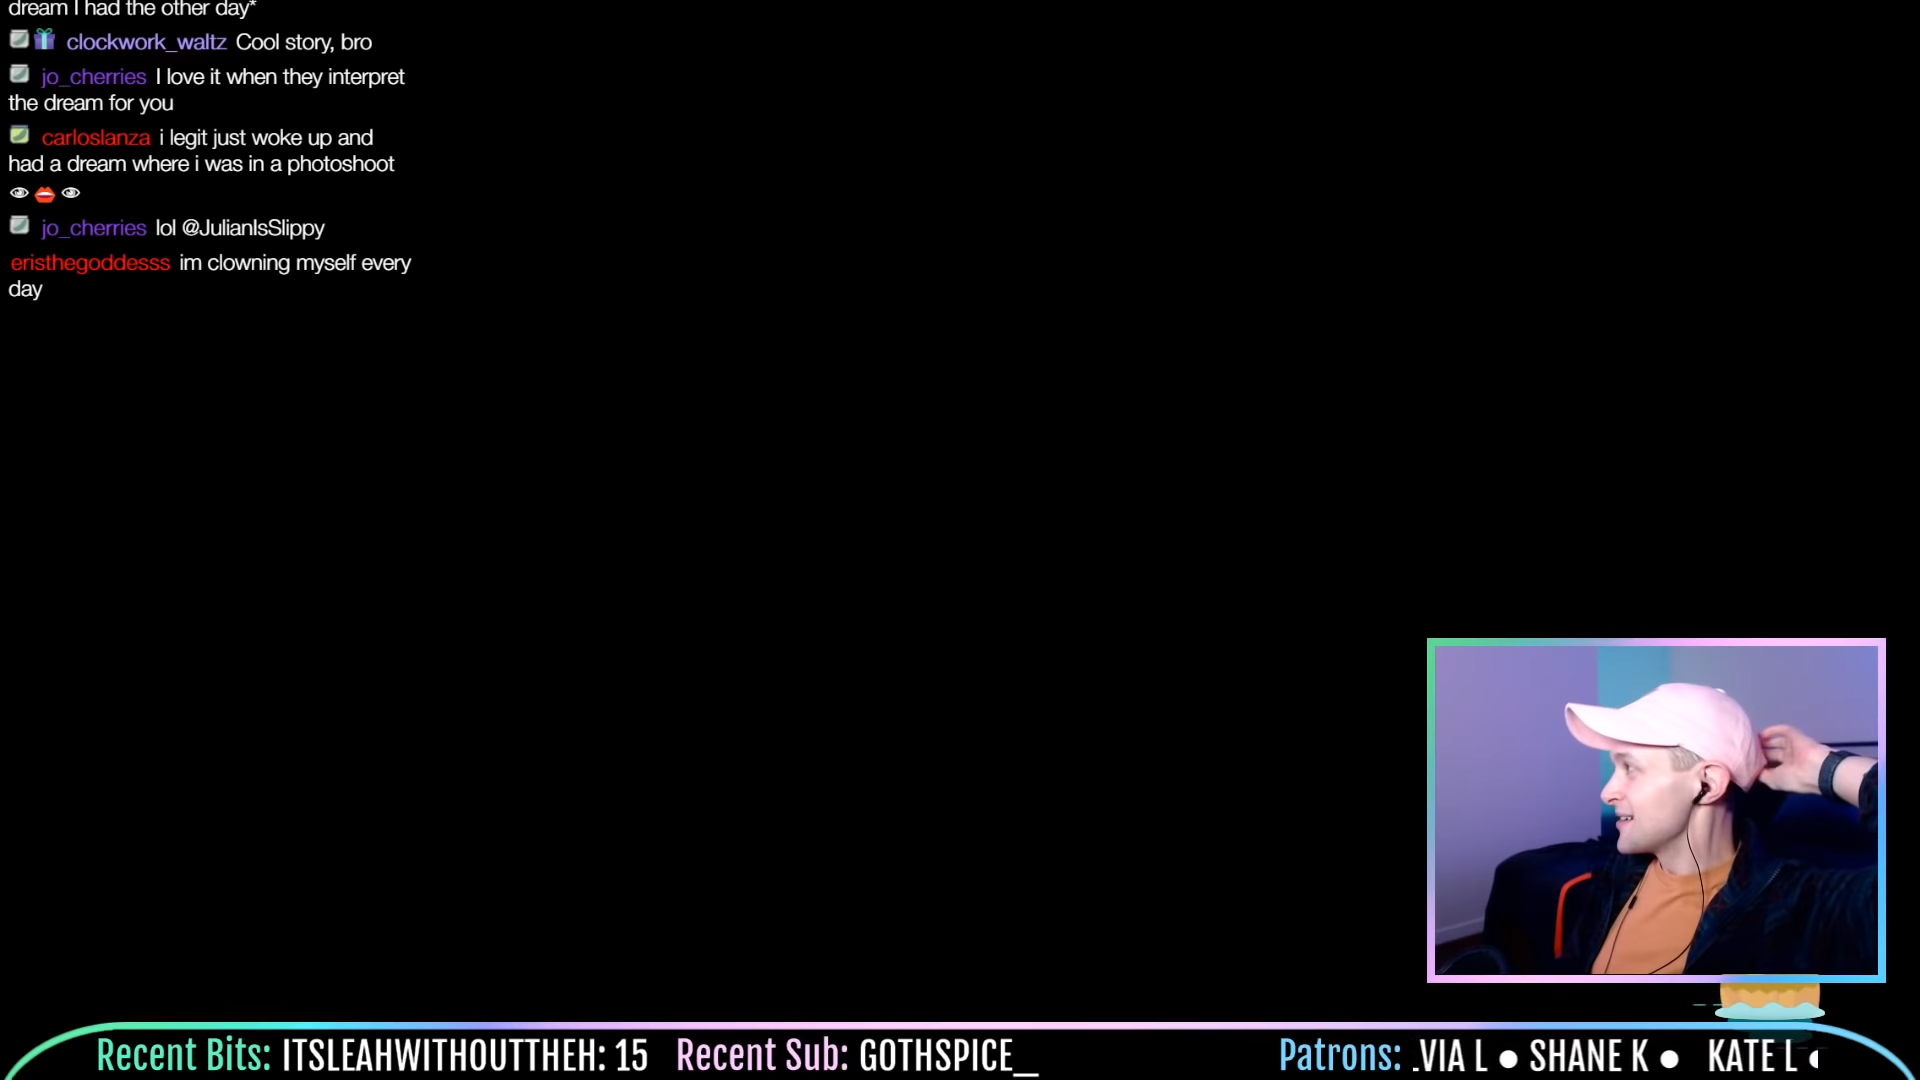 dream I had the other day*
clockwork_waltz Cool story, bro
jo_cherries I love it when they interpret
the dream for you
carloslanza i legit just woke up and
had a dream where i was in a photoshoot
jo_cherries lol @JulianIsSlippy
eristhegoddesss im clowning myself every
day
Recent Bits: ITSLEAHWITHOUTTHEH: 15 Recent Sub: GOTHSPICE_ Patrons: VIA L ● SHANE K ● KATE L